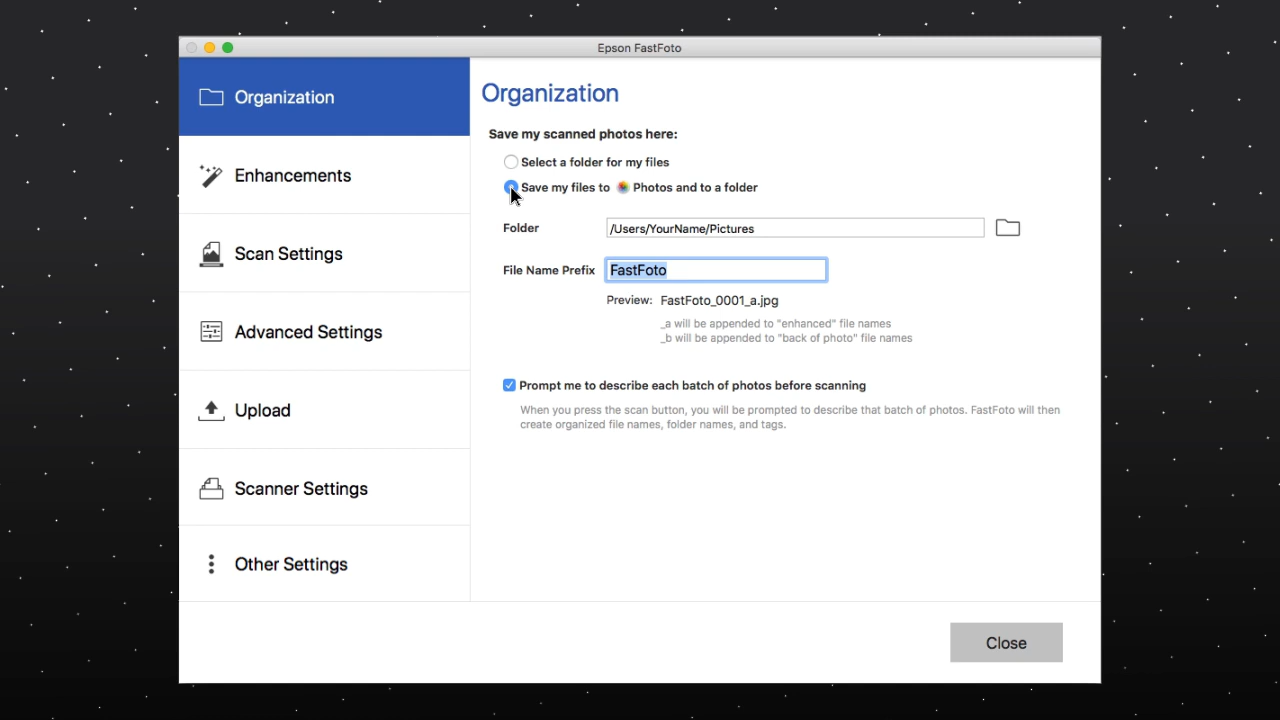 Epson FastFoto
Organization
Enhancements
Scan Settings
Advanced Settings
Upload
Scanner Settings
Other Settings
Organization
Save my scanned photos here:
Select a folder for my files
Save my files to Photos and to a folder
Folder /Users/YourName/Pictures
File Name Prefix FastFoto
Preview: FastFoto_0001_a.jpg
_a will be appended to "enhanced" file names
_b will be appended to "back of photo" file names
Prompt me to describe each batch of photos before scanning
When you press the scan button, you will be prompted to describe that batch of photos. FastFoto will then
create organized file names, folder names, and tags.
Close